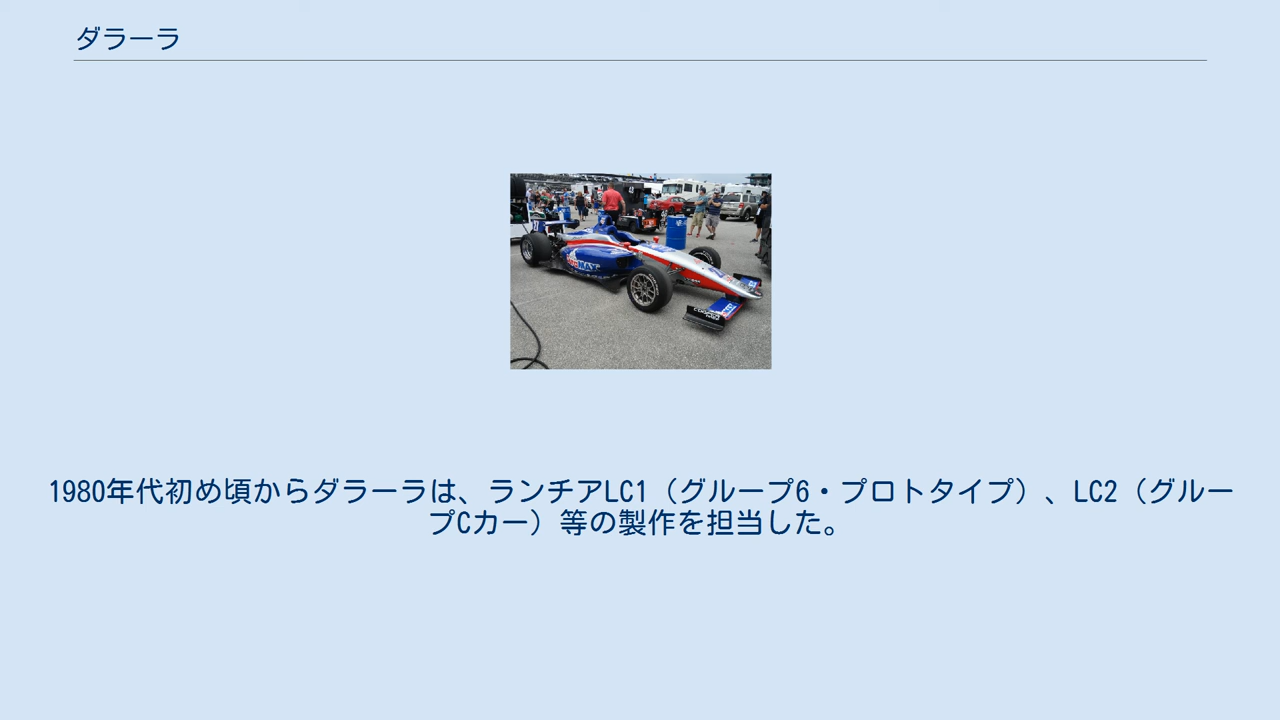 ダラーラ
1980年代初め頃からダラーラは、ランチアLC1（グループ6・プロトタイプ）、LC2（グルー
プCカー）等の製作を担当した。